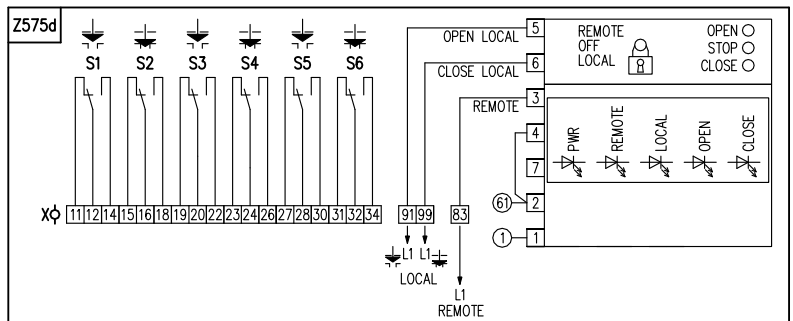 Z575d
S1 S2 S3 S4 S5 S6
OPEN LOCAL 5
CLOSE LOCAL 6
REMOTE 3
4
7
61 2
1 1
REMOTE
OFF
LOCAL
OPEN
STOP
CLOSE
PWR
REMOTE
LOCAL
OPEN
CLOSE
X 11 12 14 15 16 18 19 20 22 23 24 26 27 28 30 31 32 34 91 99 83
L1 L1
LOCAL
L1
REMOTE